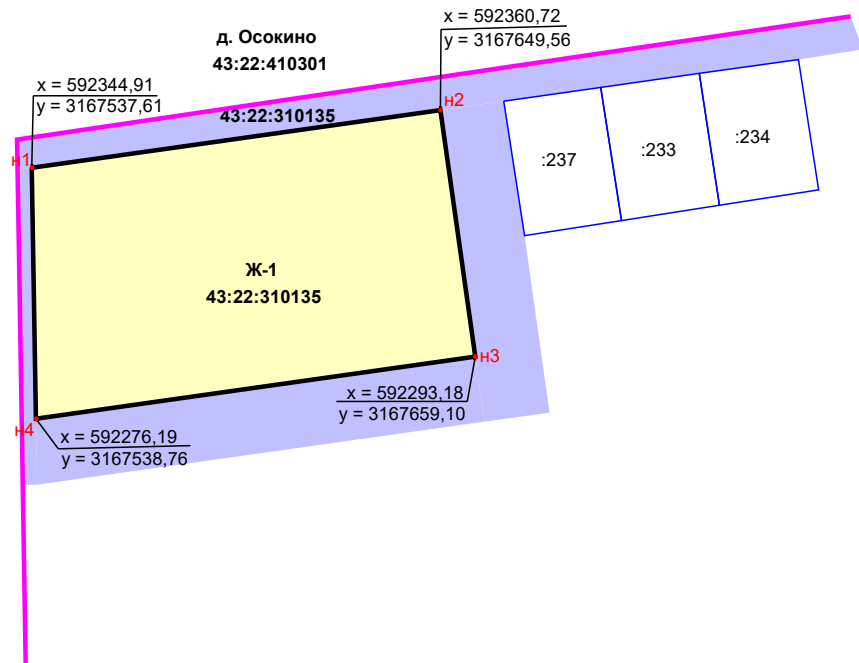 x = 592360,72
y = 3167649,56
д. Осокино
43:22:410301
x = 592344,91
y = 3167537,61
43:22:310135
н2
н1
:237
:233
:234
Ж-1
43:22:310135
н3
x = 592293,18
y = 3167659,10
н4
x = 592276,19
y = 3167538,76